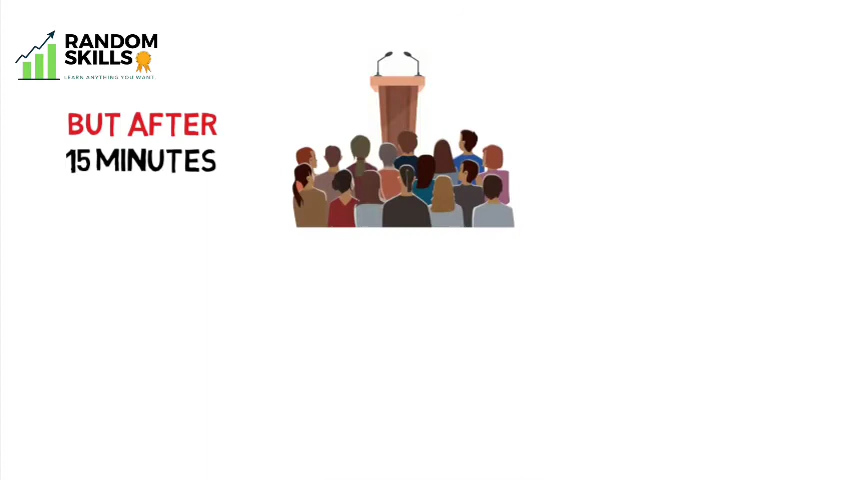 RANDOM
SKILLS
LEARN ANYTHING YOU WANT.
BUT AFTER
15 MINUTES